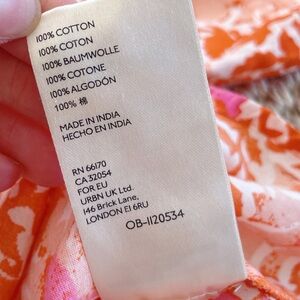 100% COTTON
100% COTON
100% BAUMWOLLE
100% COTONE
100% ALGODÓN
100% 棉
MADE IN INDIA
HECHO EN INDIA
RN 66170
CA 32054
FOR EU
URBN UK Ltd.
146 Brick Lane,
LONDON E1 6RU
OB-1120534